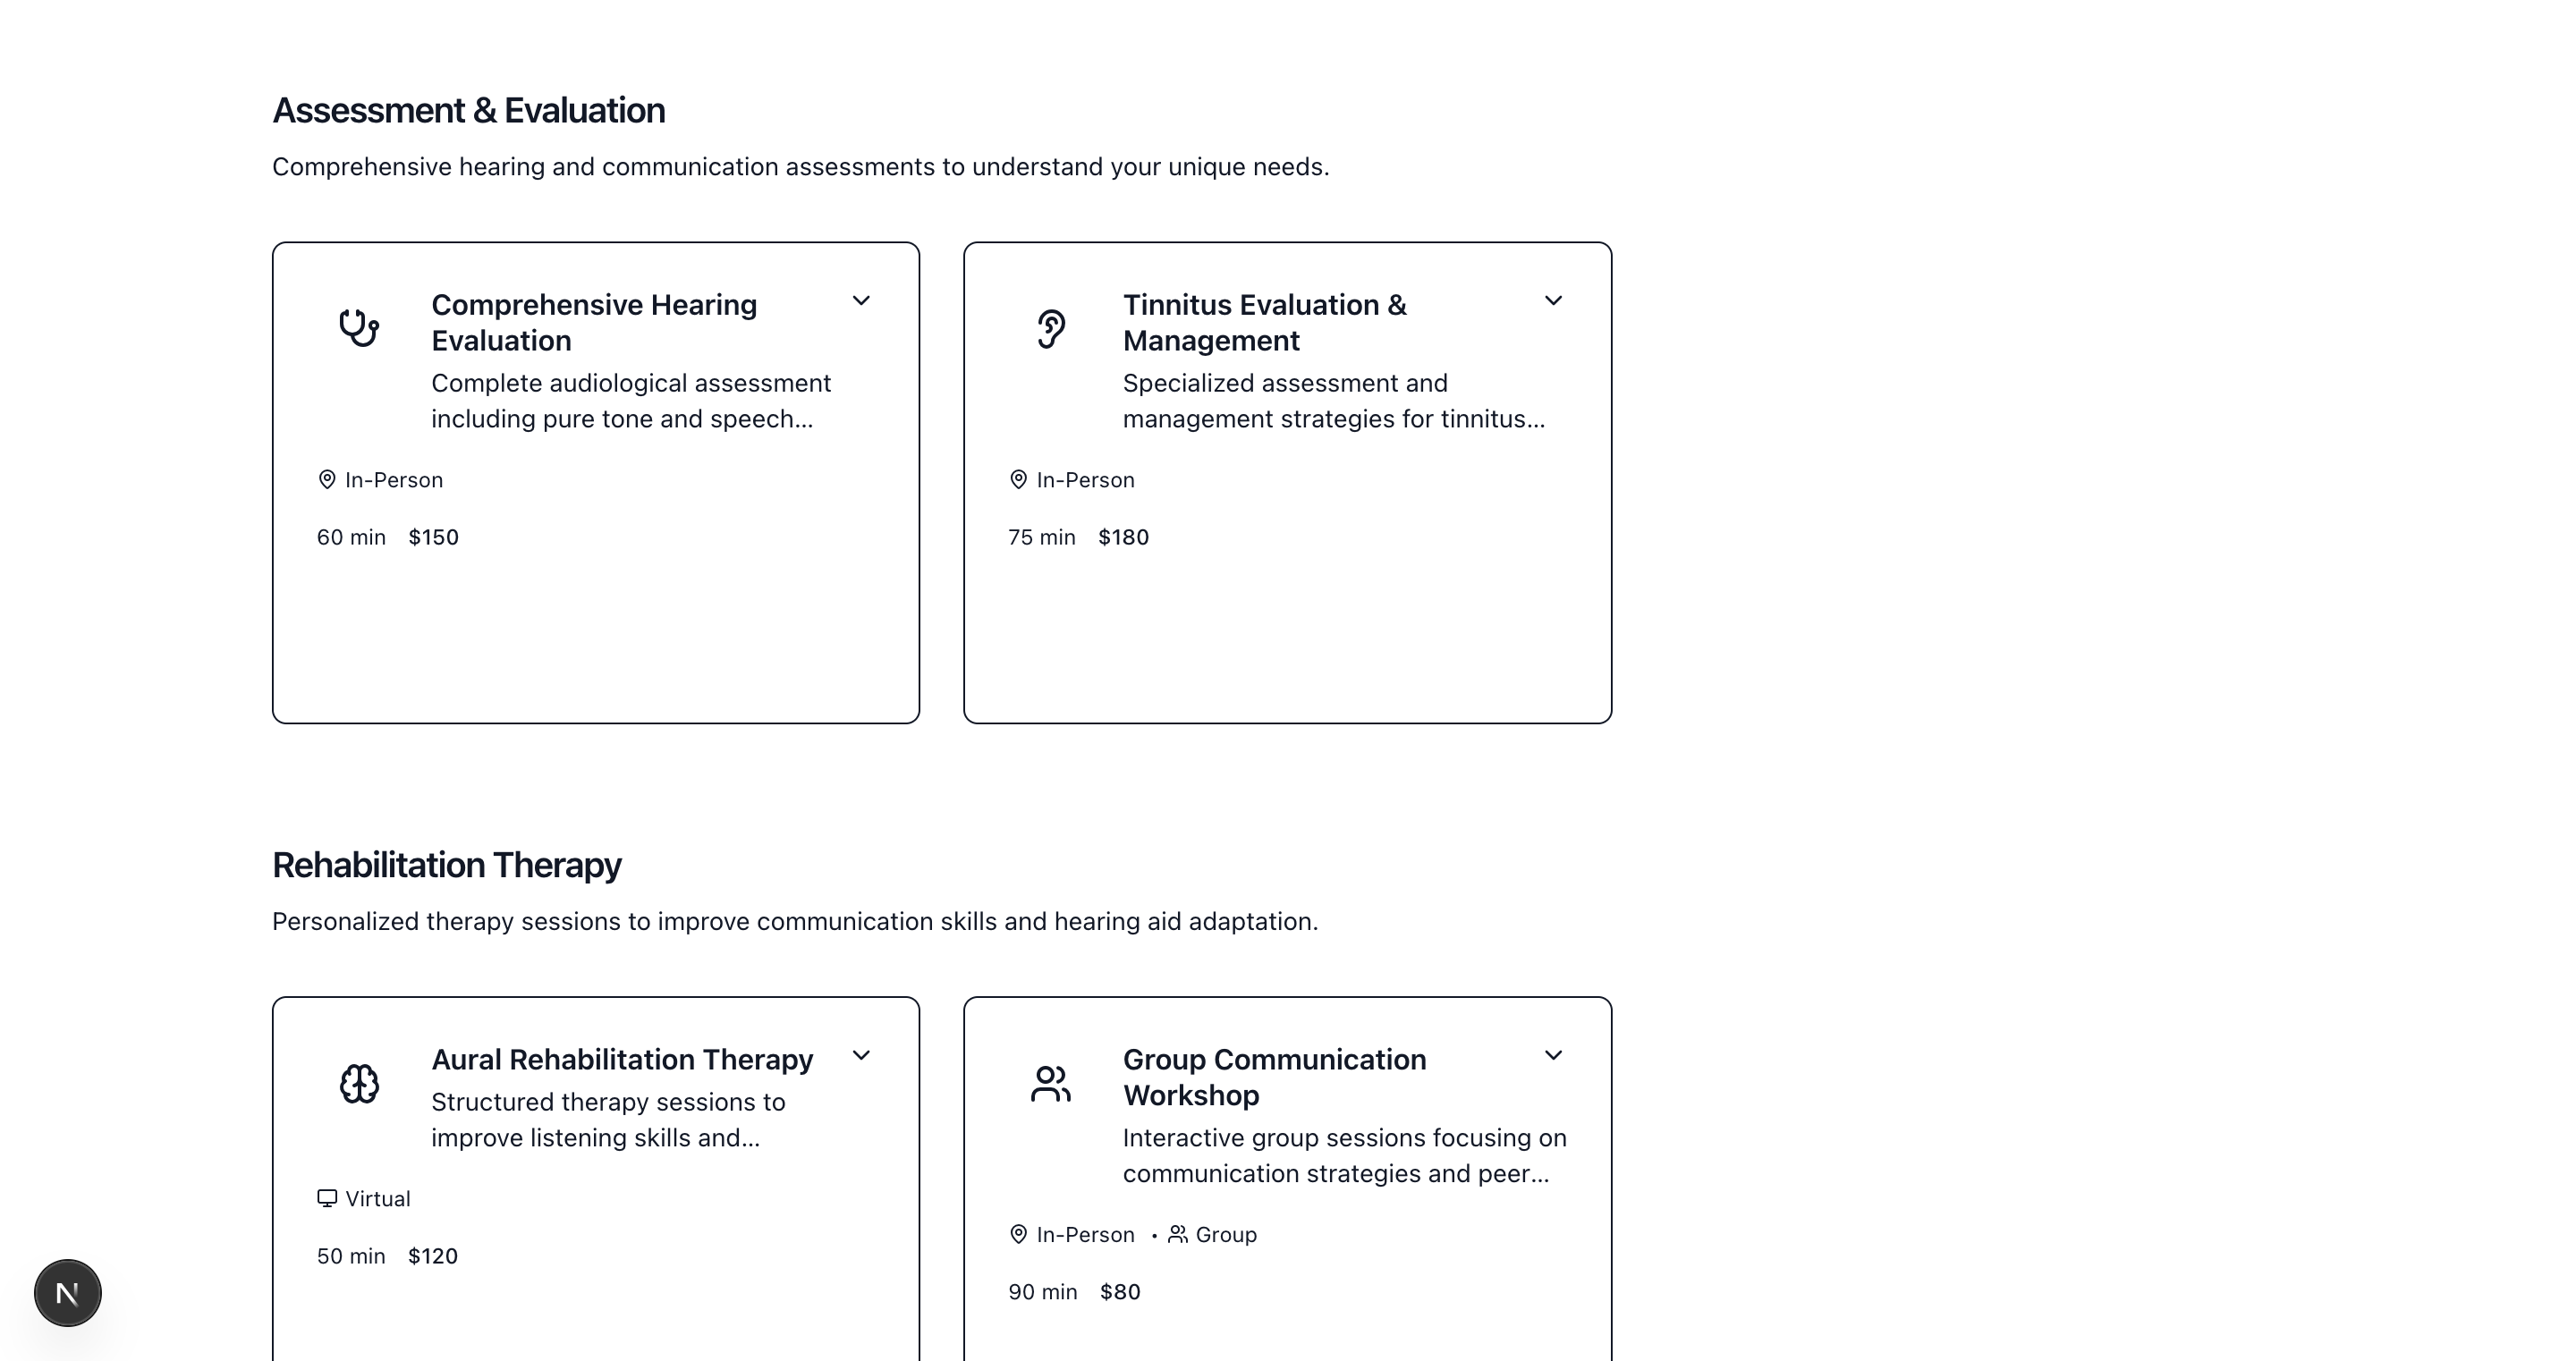 Assessment & Evaluation
Comprehensive hearing and communication assessments to understand your unique needs.
Comprehensive Hearing
Evaluation
Complete audiological assessment
including pure tone and speech...
In-Person
60 min $150
Tinnitus Evaluation &
Management
Specialized assessment and
management strategies for tinnitus...
In-Person
75 min $180
Rehabilitation Therapy
Personalized therapy sessions to improve communication skills and hearing aid adaptation.
Aural Rehabilitation Therapy
Structured therapy sessions to
improve listening skills and...
Virtual
50 min $120
Group Communication
Workshop
Interactive group sessions focusing on
communication strategies and peer...
In-Person • Group
90 min $80
N